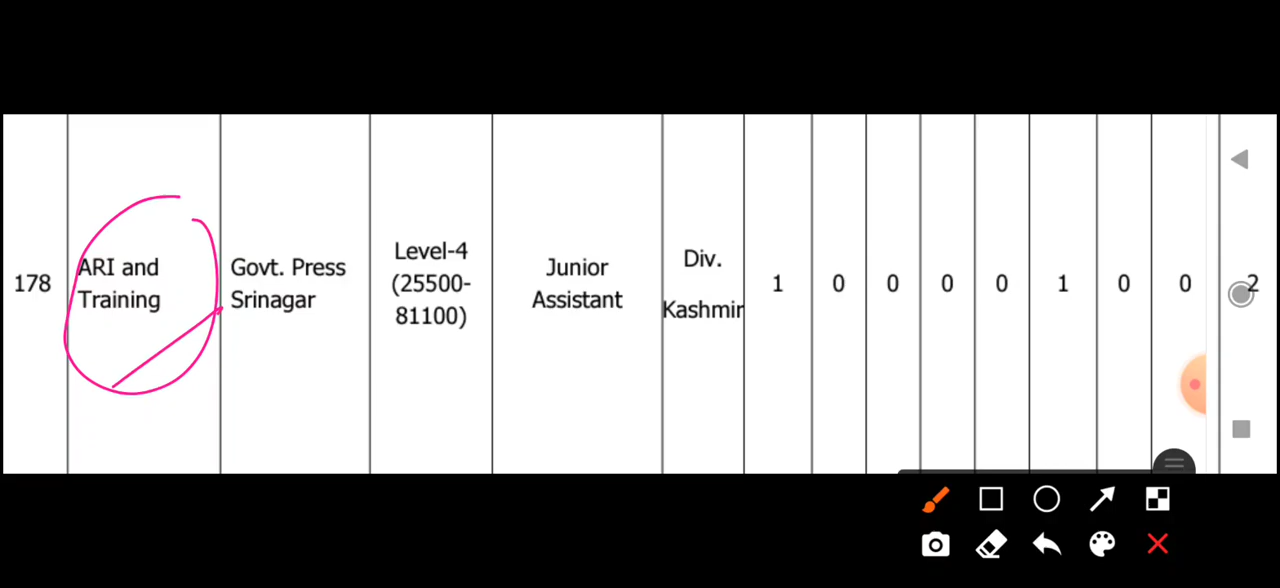 178
ARI and
Training
Govt. Press
Srinagar
Level-4
(25500-
81100)
Junior
Assistant
Div.
Kashmir
1 0 0 0 0 1 0 0 2